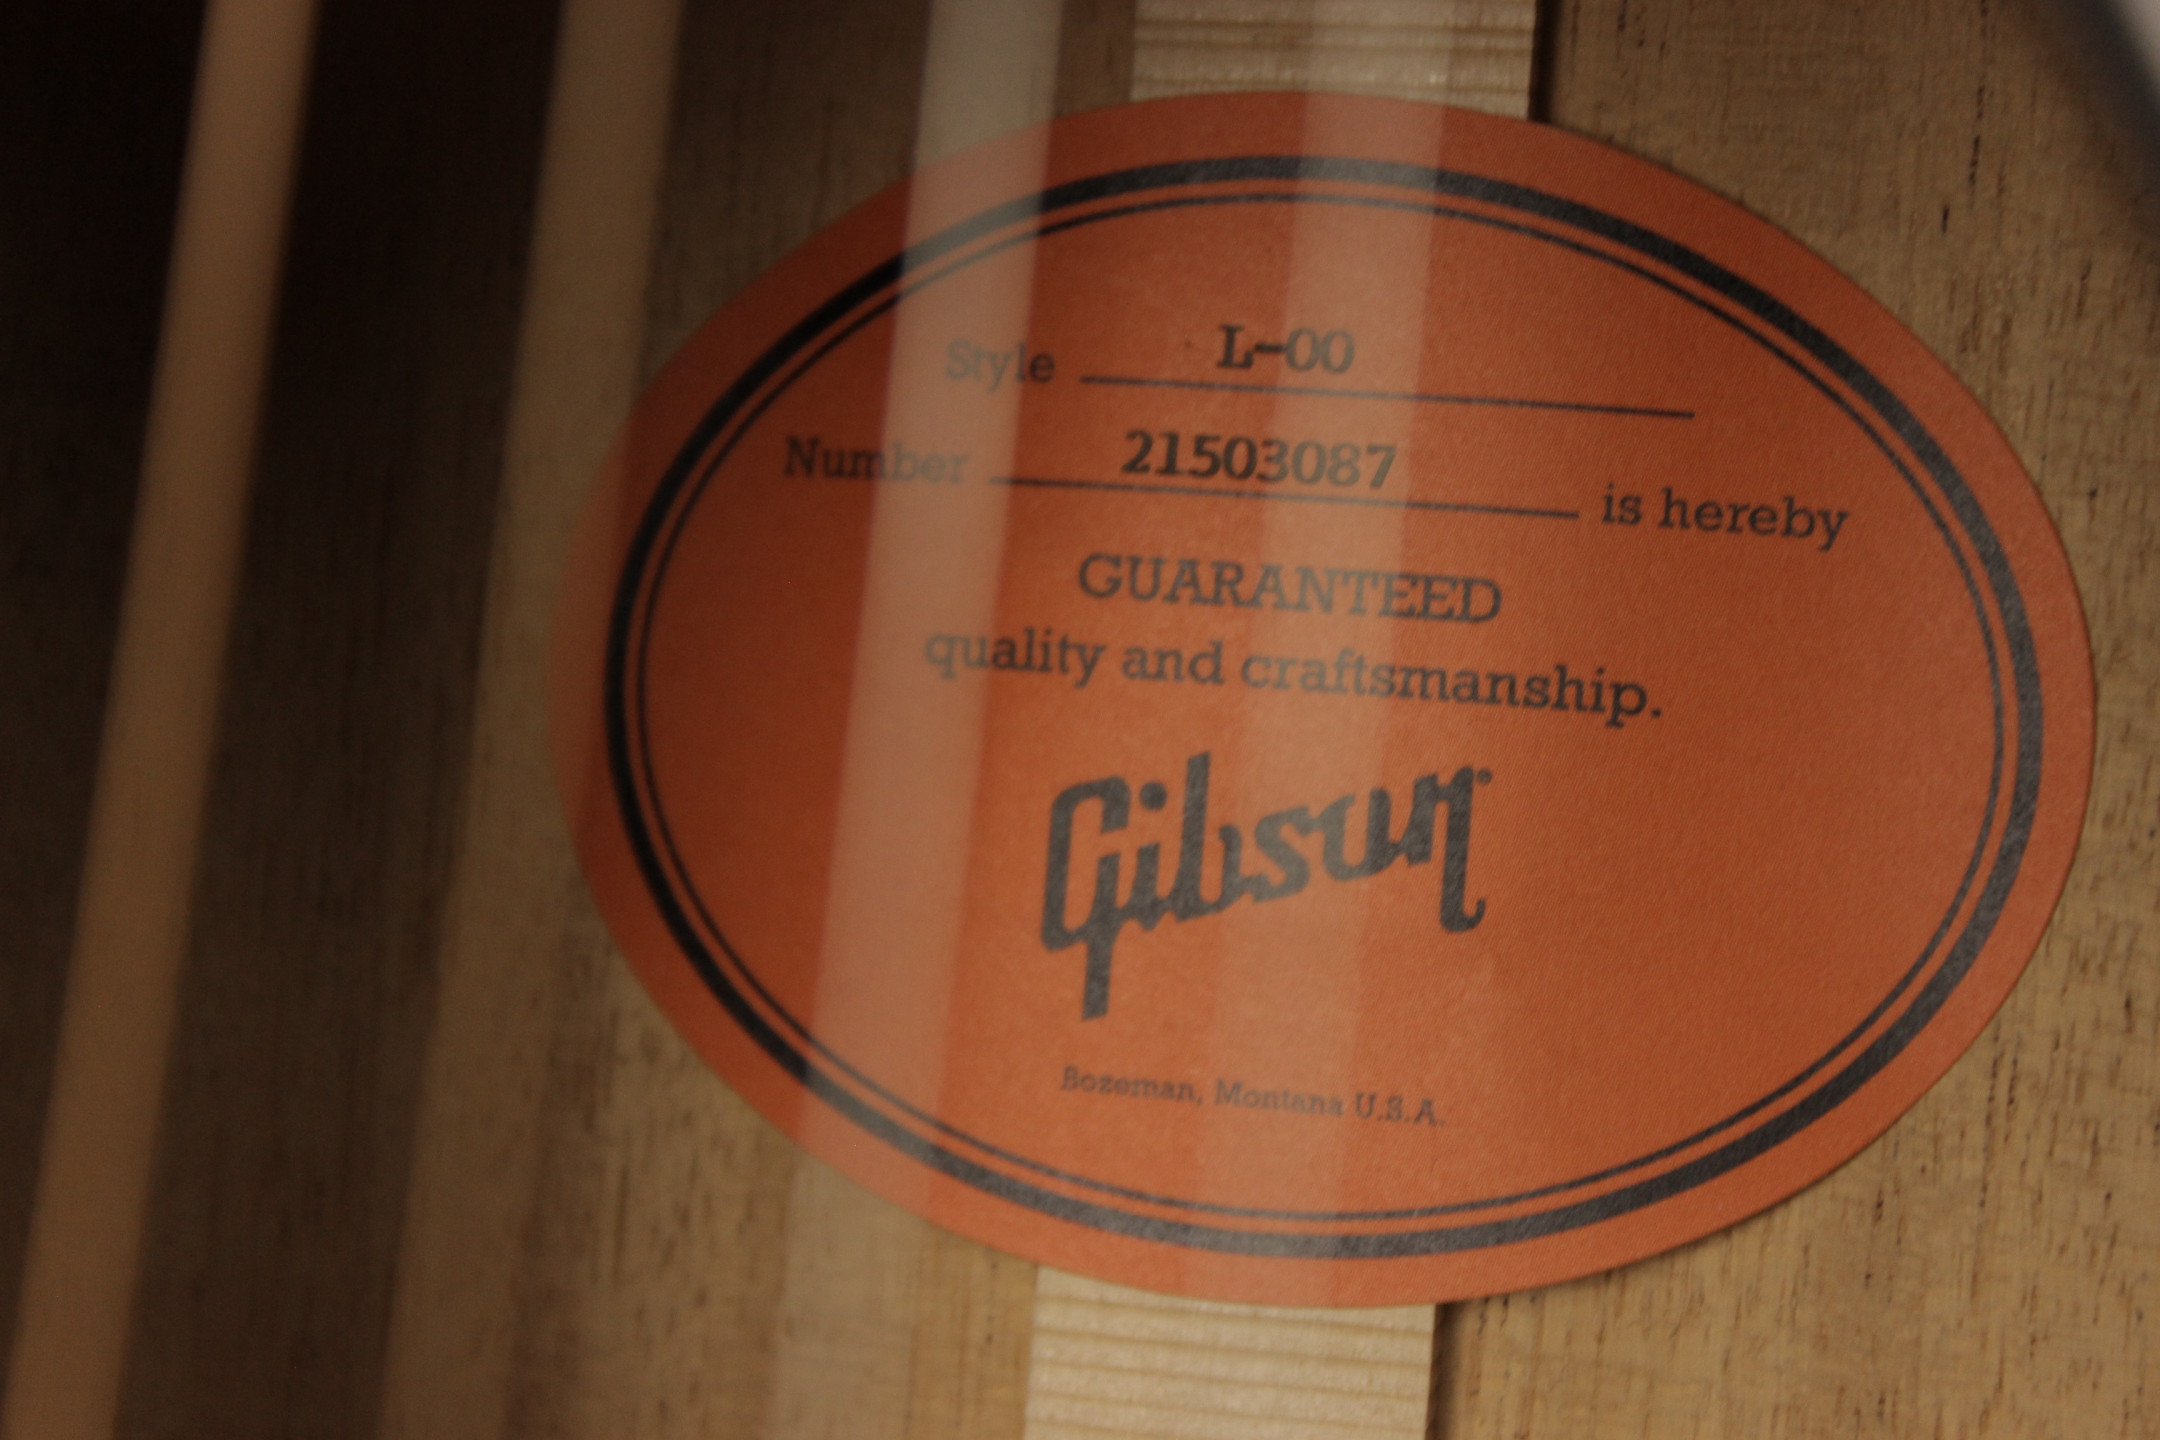 Style L-00
Number 21503087 is hereby
GUARANTEED
quality and craftsmanship.
Gibson
Bozeman, Montana U.S.A.